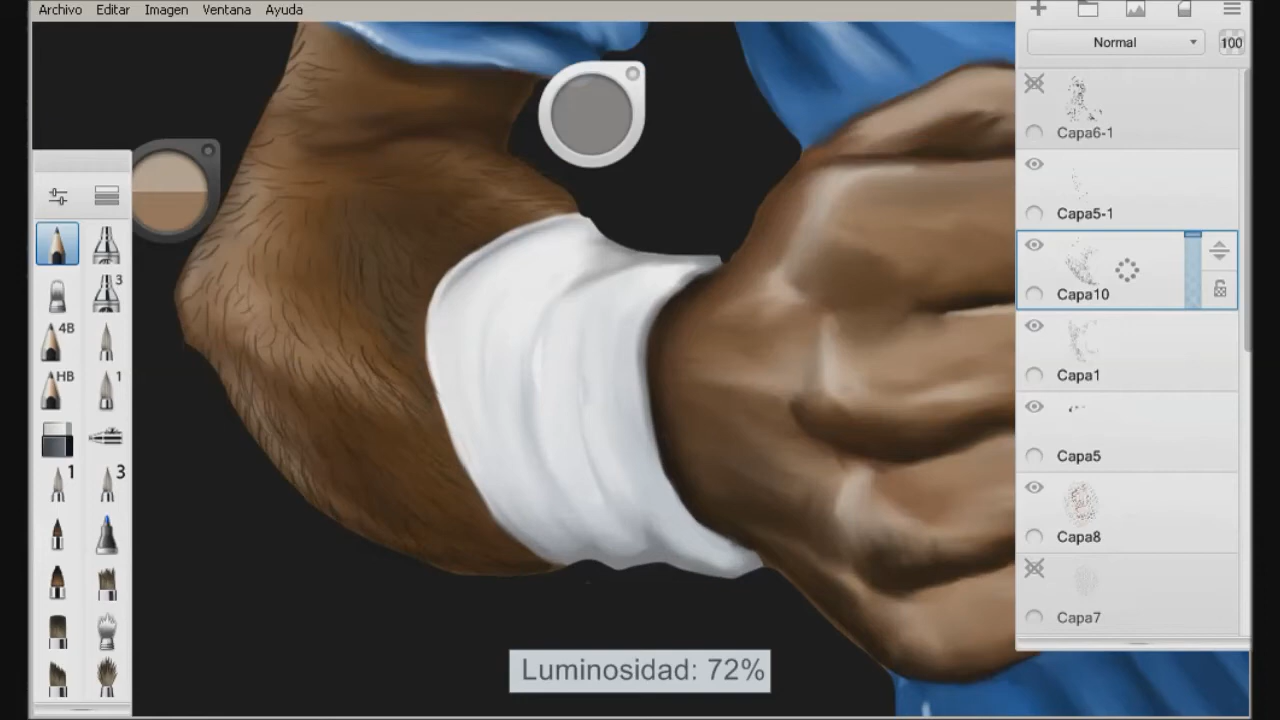 Archivo Editar Imagen Ventana Ayuda
Normal 100
Capa6-1
Capa5-1
Capa10
Capa1
Capa5
Capa8
Capa7
3
4B
HB 1
1 3
Luminosidad: 72%